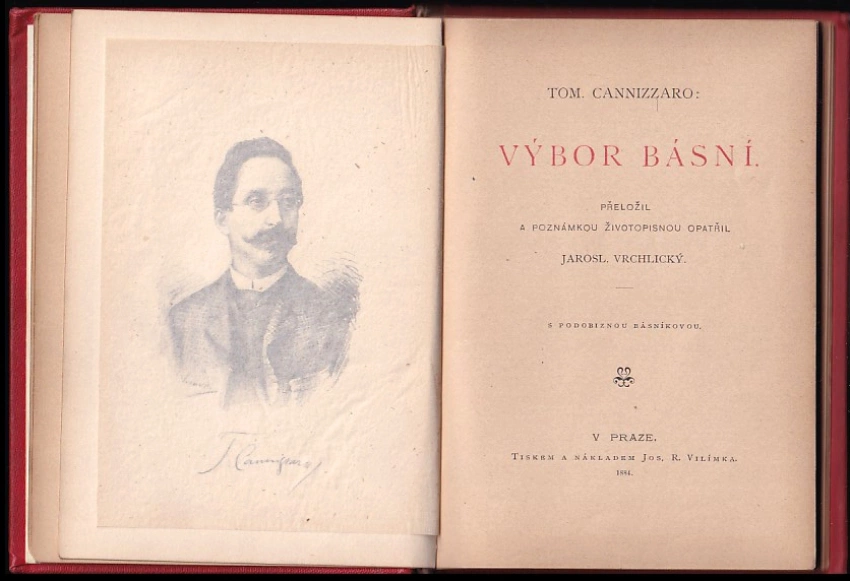 T. Cannizzaro
TOM. CANNIZZARO:
VÝBOR BÁSNÍ.
PŘELOŽIL
A POZNÁMKOU ŽIVOTOPISNOU OPATŘIL
JAROSL. VRCHLICKÝ.
S PODOBIZNOU BÁSNÍKOVOU.
V PRAZE.
TISKEM A NÁKLADEM JOS. R. VILÍMKA.
1884.